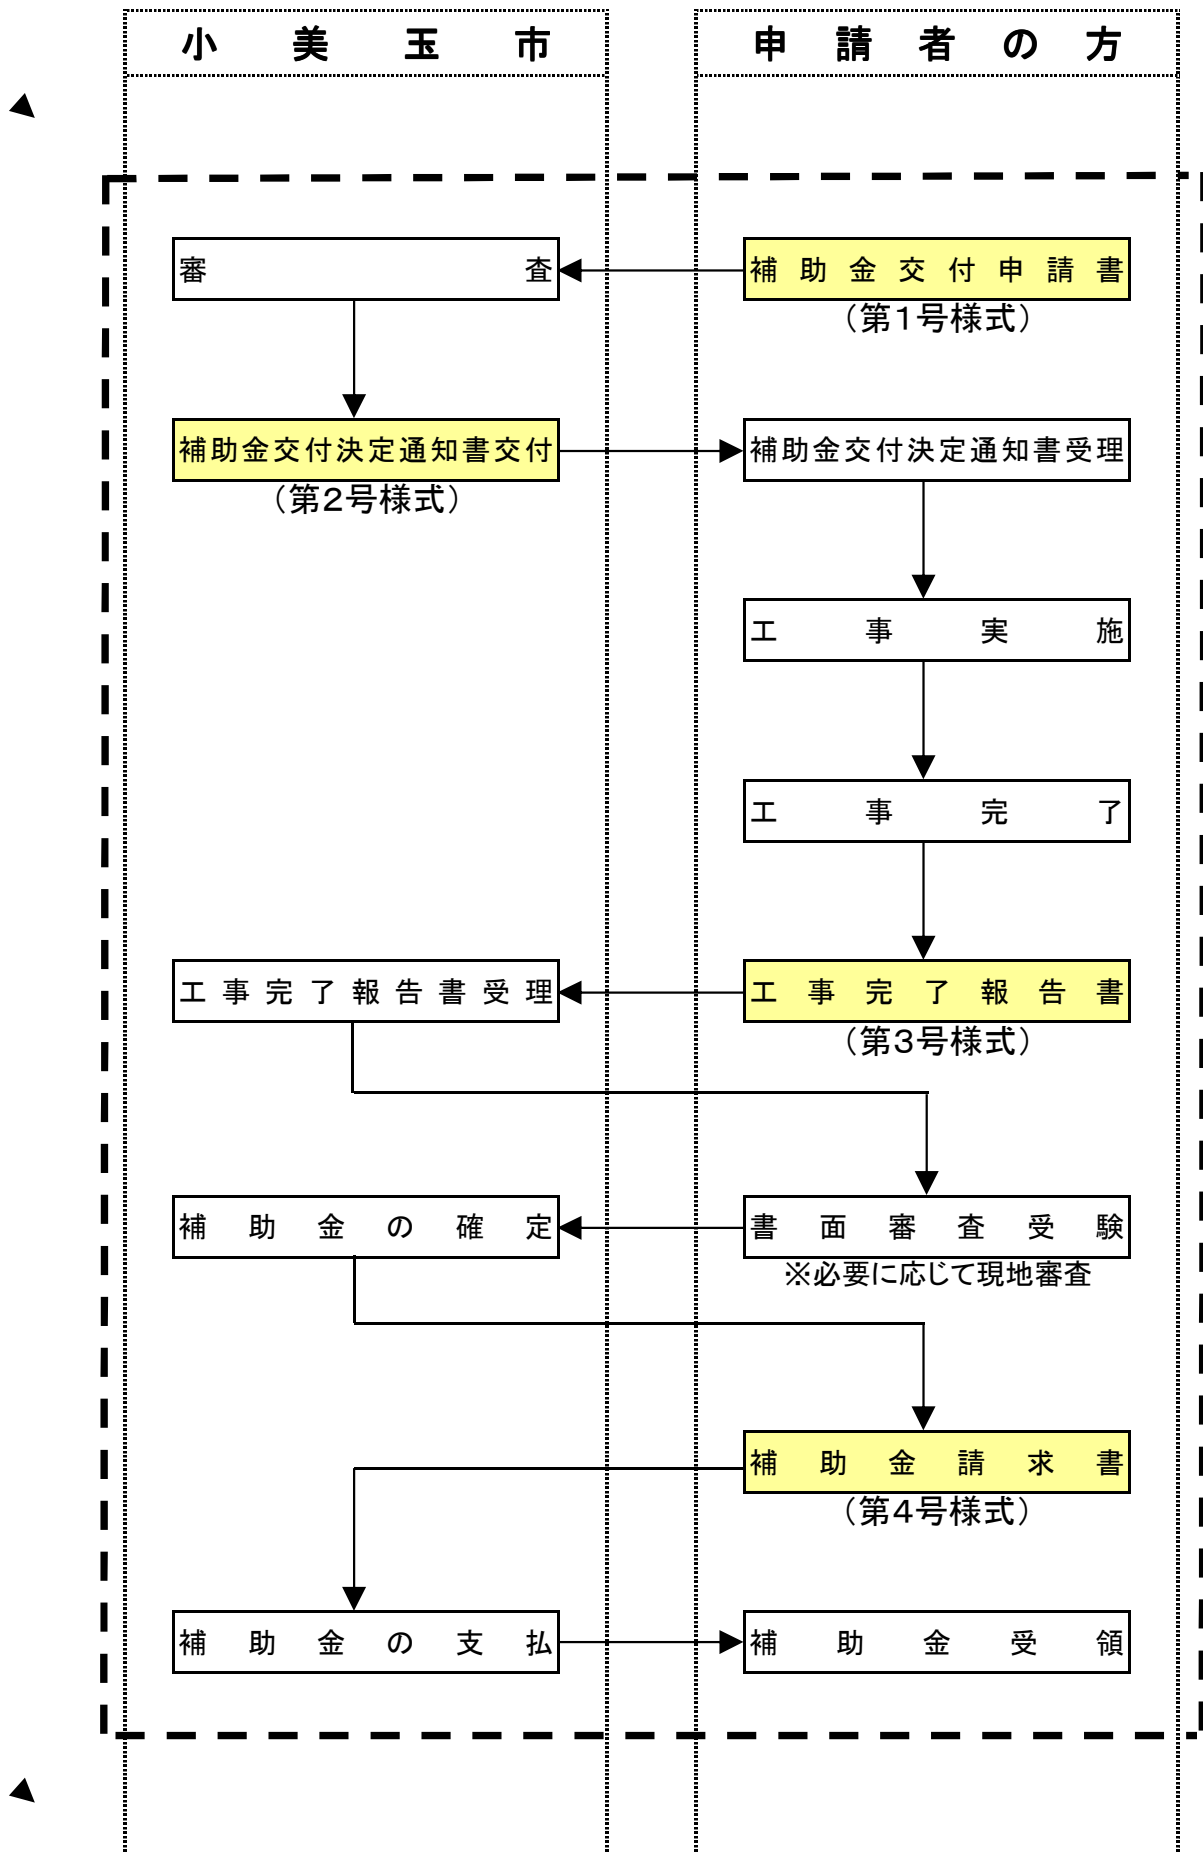 小美玉市
申請者の方
審査
補助金交付申請書
（第１号様式）
補助金交付決定通知書交付
補助金交付決定通知書受理
（第２号様式）
工事実施
工事完了
工事完了報告書受理
工事完了報告書
（第３号様式）
補助金の確定
書面審査受験
※必要に応じて現地審査
補助金請求書
（第４号様式）
補助金の支払
補助金受領